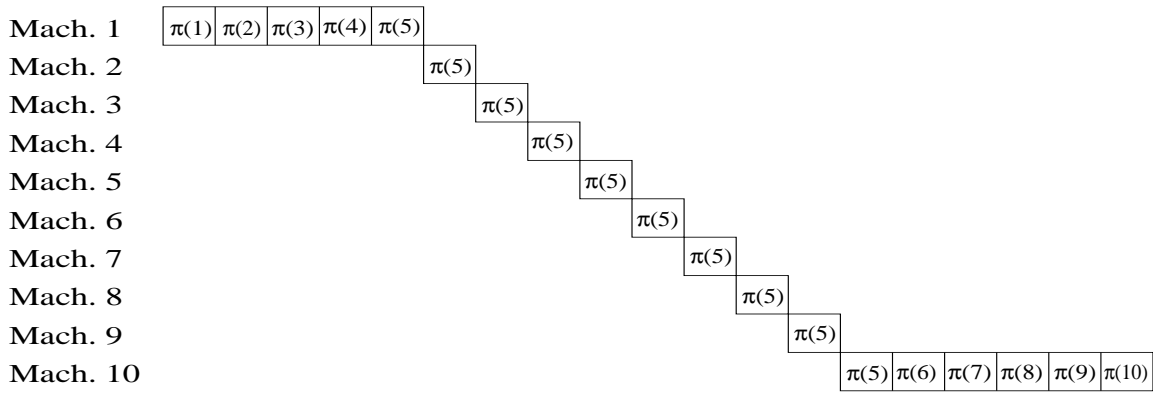 Mach. 1 π(1) π(2) π(3) π(4) π(5)
Mach. 2 π(5)
Mach. 3 π(5)
Mach. 4 π(5)
Mach. 5 π(5)
Mach. 6 π(5)
Mach. 7 π(5)
Mach. 8 π(5)
Mach. 9 π(5)
Mach. 10 π(5) π(6) π(7) π(8) π(9) π(10)